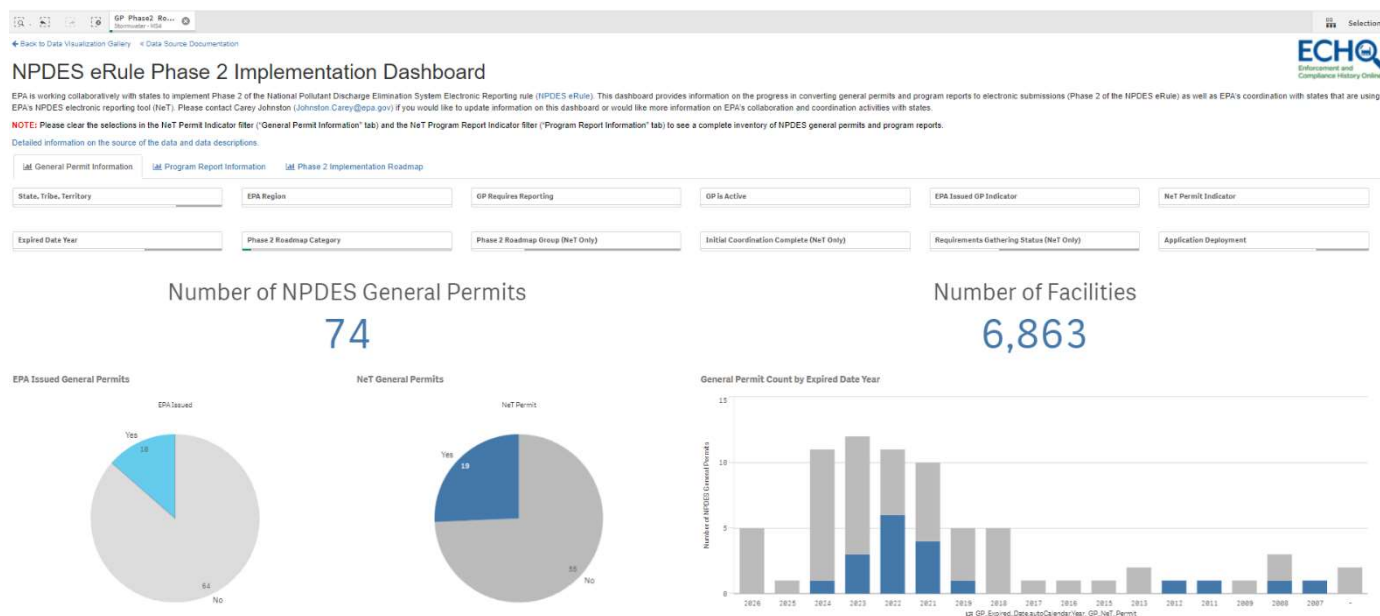 GP Phase2 Ro...
Stormwater - MS4
Selection
Back to Data Visualization Gallery < Data Source Documentation
ECHO
Enforcement and
Compliance History Online
NPDES eRule Phase 2 Implementation Dashboard
EPA is working collaboratively with states to implement Phase 2 of the National Pollutant Discharge Elimination System Electronic Reporting rule (NPDES eRule). This dashboard provides information on the progress in converting general permits and program reports to electronic submissions (Phase 2 of the NPDES eRule) as well as EPA's coordination with states that are using
EPA's NPDES electronic reporting tool (NeT). Please contact Carey Johnston (Johnston.Carey@epa.gov) if you would like to update information on this dashboard or would like more information on EPA's collaboration and coordination activities with states.
NOTE: Please clear the selections in the NeT Permit Indicator filter ("General Permit Information" tab) and the NeT Program Report Indicator filter ("Program Report Information" tab) to see a complete inventory of NPDES general permits and program reports.
Detailed information on the source of the data and data descriptions.
General Permit Information Program Report Information Phase 2 Implementation Roadmap
State, Tribe, Territory EPA Region GP Requires Reporting GP is Active EPA Issued GP Indicator NeT Permit Indicator
Expired Date Year Phase 2 Roadmap Category Phase 2 Roadmap Group (NeT Only) Initial Coordination Complete (NeT Only) Requirements Gathering Status (NeT Only) Application Deployment
Number of NPDES General Permits Number of Facilities
74 6,863
EPA Issued General Permits NeT General Permits General Permit Count by Expired Date Year
EPA Issued
Yes
10
64
No
NeT Permit
Yes
19
55
No
Number of NPDES General Permits
15
10
5
0
2026 2025 2024 2023 2022 2021 2019 2018 2017 2016 2015 2013 2012 2011 2009 2008 2007 -
GP_Expired_Date.autoCalendar.Year, GP_NeT_Permit